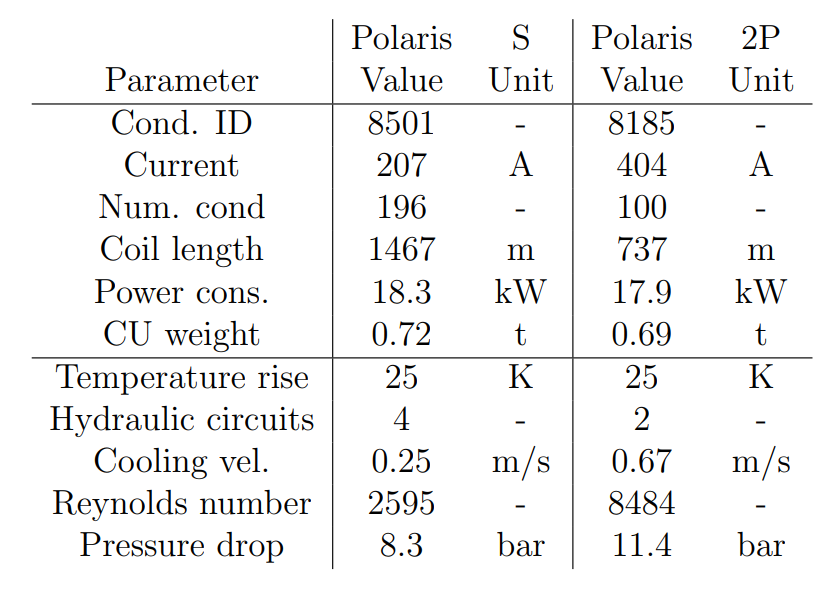 Polaris S Polaris 2P
Parameter Value Unit Value Unit
Cond. ID 8501 - 8185 -
Current 207 A 404 A
Num. cond 196 - 100 -
Coil length 1467 m 737 m
Power cons. 18.3 kW 17.9 kW
CU weight 0.72 t 0.69 t
Temperature rise 25 K 25 K
Hydraulic circuits 4 - 2 -
Cooling vel. 0.25 m/s 0.67 m/s
Reynolds number 2595 - 8484 -
Pressure drop 8.3 bar 11.4 bar